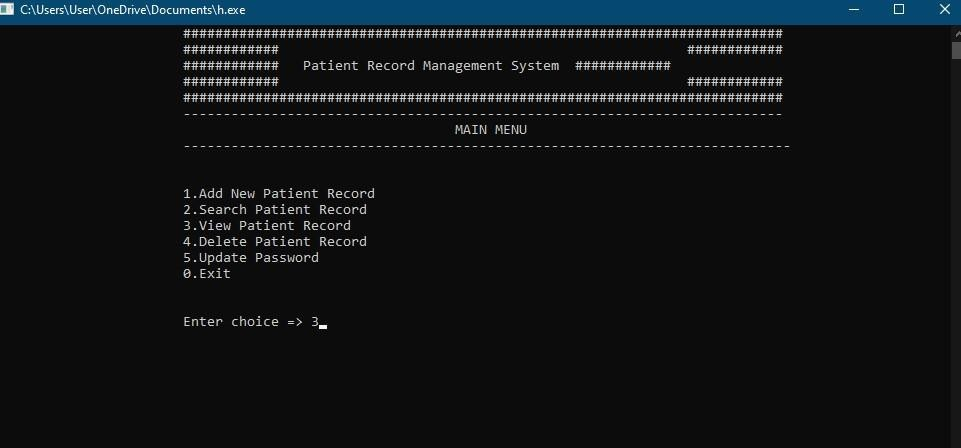 C:\Users\User\OneDrive\Documents\h.exe
###########################################################################
############                                                   ############
############   Patient Record Management System  ############
############                                                   ############
###########################################################################
---------------------------------------------------------------------------
MAIN MENU
----------------------------------------------------------------------------
1.Add New Patient Record
2.Search Patient Record
3.View Patient Record
4.Delete Patient Record
5.Update Password
0.Exit
Enter choice => 3